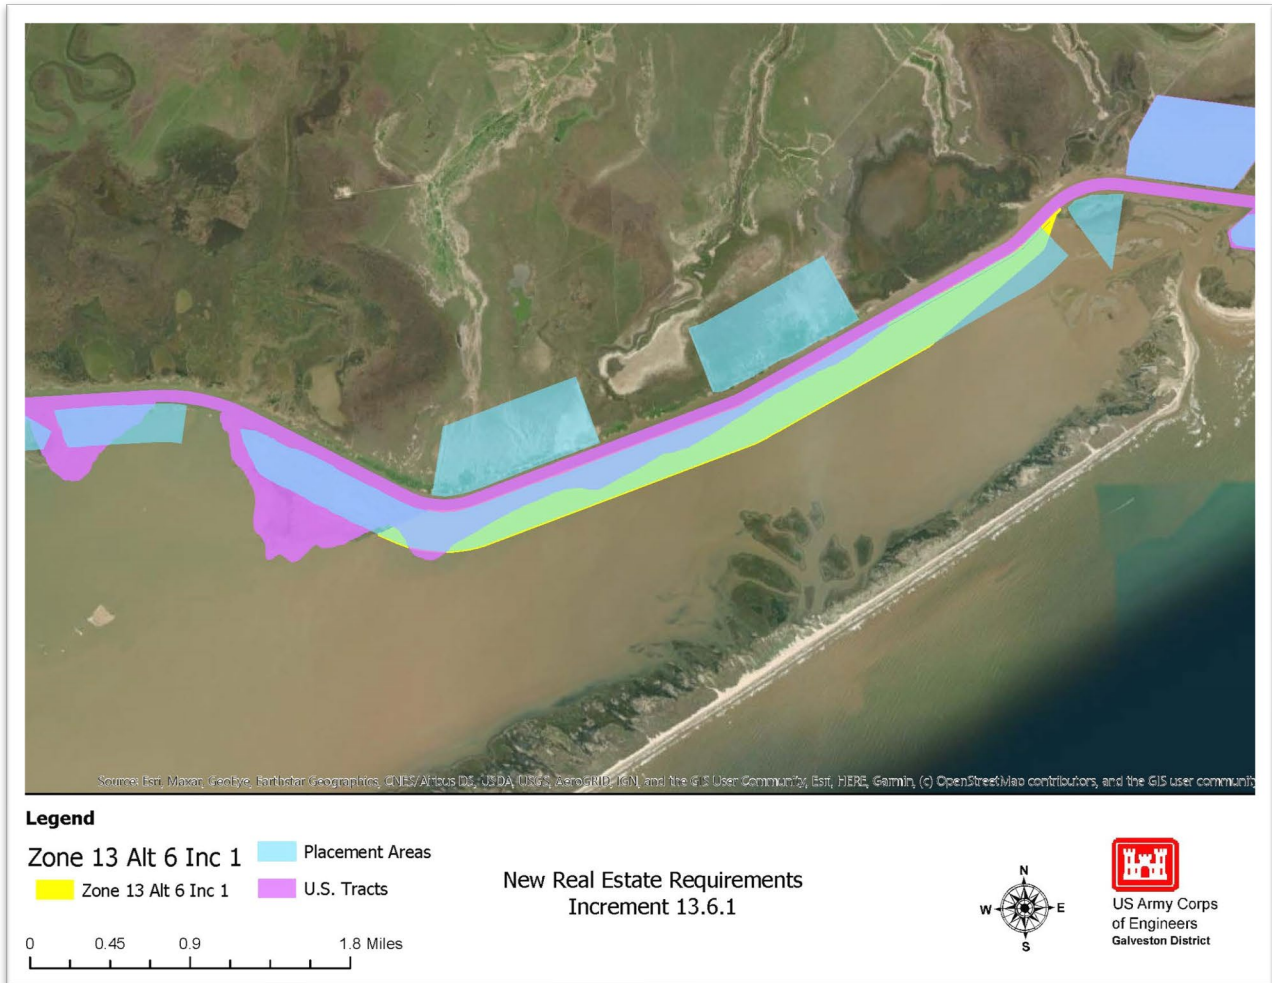 Source: Esri, Maxar, GeoEye, Earthstar Geographics, CNES/Airbus DS, USDA, USGS, AeroGRID, IGN, and the GIS User Community, Esri, HERE, Garmin, (c) OpenStreetMap contributors, and the GIS user communit
Legend
Zone 13 Alt 6 Inc 1
Zone 13 Alt 6 Inc 1
Placement Areas
U.S. Tracts
0 0.45 0.9 1.8 Miles
New Real Estate Requirements
Increment 13.6.1
N
W E
S
US Army Corps
of Engineers
Galveston District